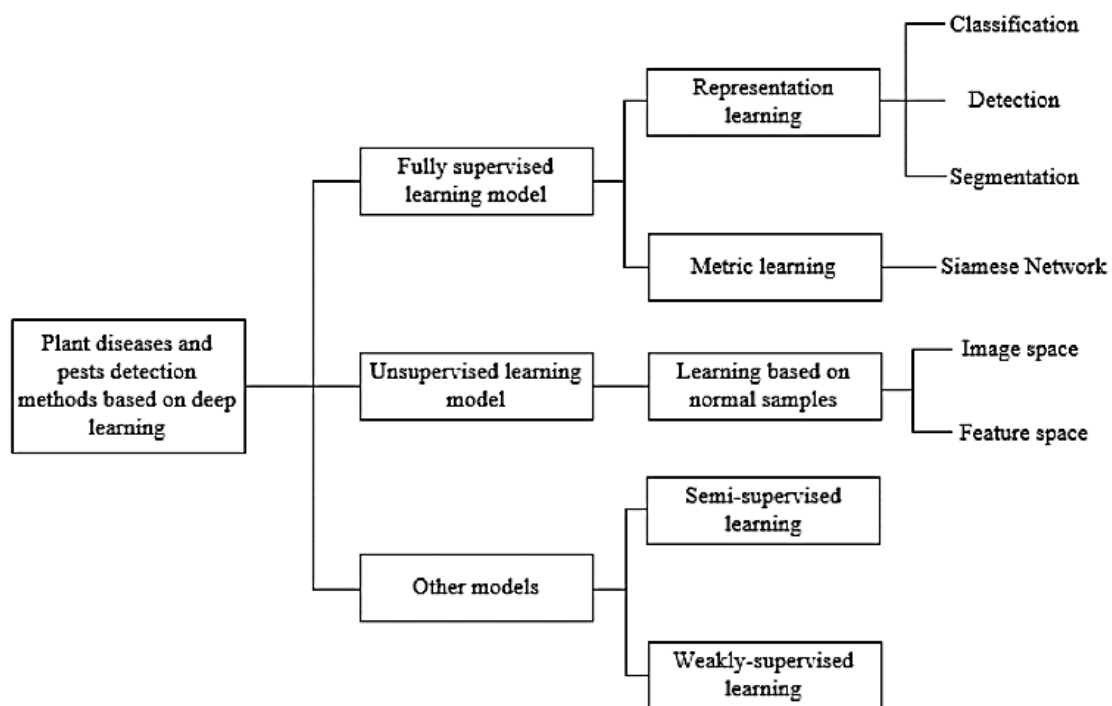 Plant diseases and
pests detection
methods based on deep
learning
Fully supervised
learning model
Representation
learning
Classification
Detection
Segmentation
Metric learning
Siamese Network
Unsupervised learning
model
Learning based on
normal samples
Image space
Feature space
Other models
Semi-supervised
learning
Weakly-supervised
learning